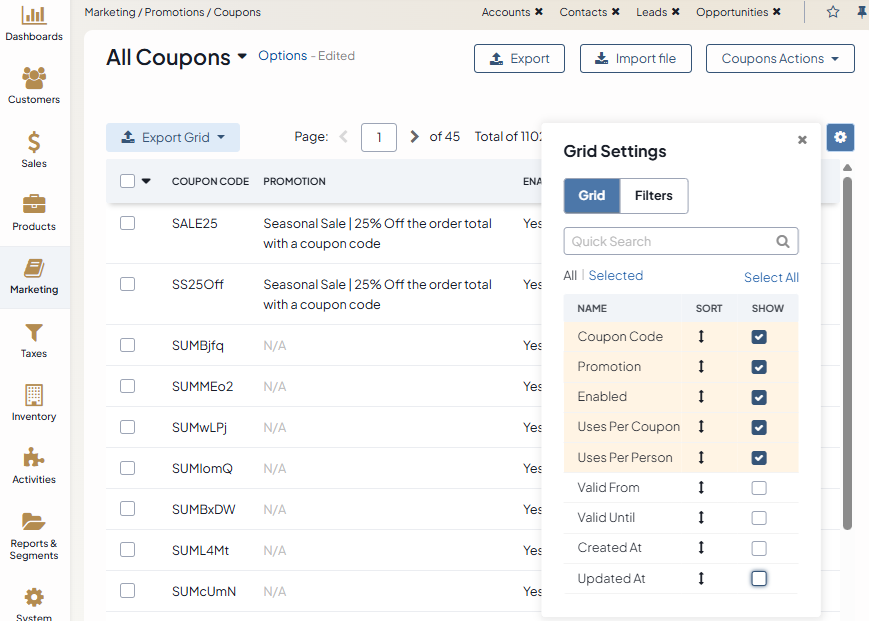 Marketing / Promotions / Coupons
Accounts ✖ Contacts ✖ Leads ✖ Opportunities ✖
Dashboards
Customers
Sales
Products
Marketing
Taxes
Inventory
Activities
Reports &
Segments
System
All Coupons Options - Edited
Export Import file Coupons Actions
Export Grid Page: 1 of 45 Total of 1102
COUPON CODE PROMOTION ENA
SALE25 Seasonal Sale | 25% Off the order total Yes
with a coupon code
SS25Off Seasonal Sale | 25% Off the order total Yes
with a coupon code
SUMBjfq N/A Yes
SUMMEo2 N/A Yes
SUMwLPj N/A Yes
SUMIomQ N/A Yes
SUMBxDW N/A Yes
SUML4Mt N/A Yes
SUMcUmN N/A Yes
Grid Settings
Grid Filters
Quick Search
All | Selected Select All
NAME SORT SHOW
Coupon Code
Promotion
Enabled
Uses Per Coupon
Uses Per Person
Valid From
Valid Until
Created At
Updated At